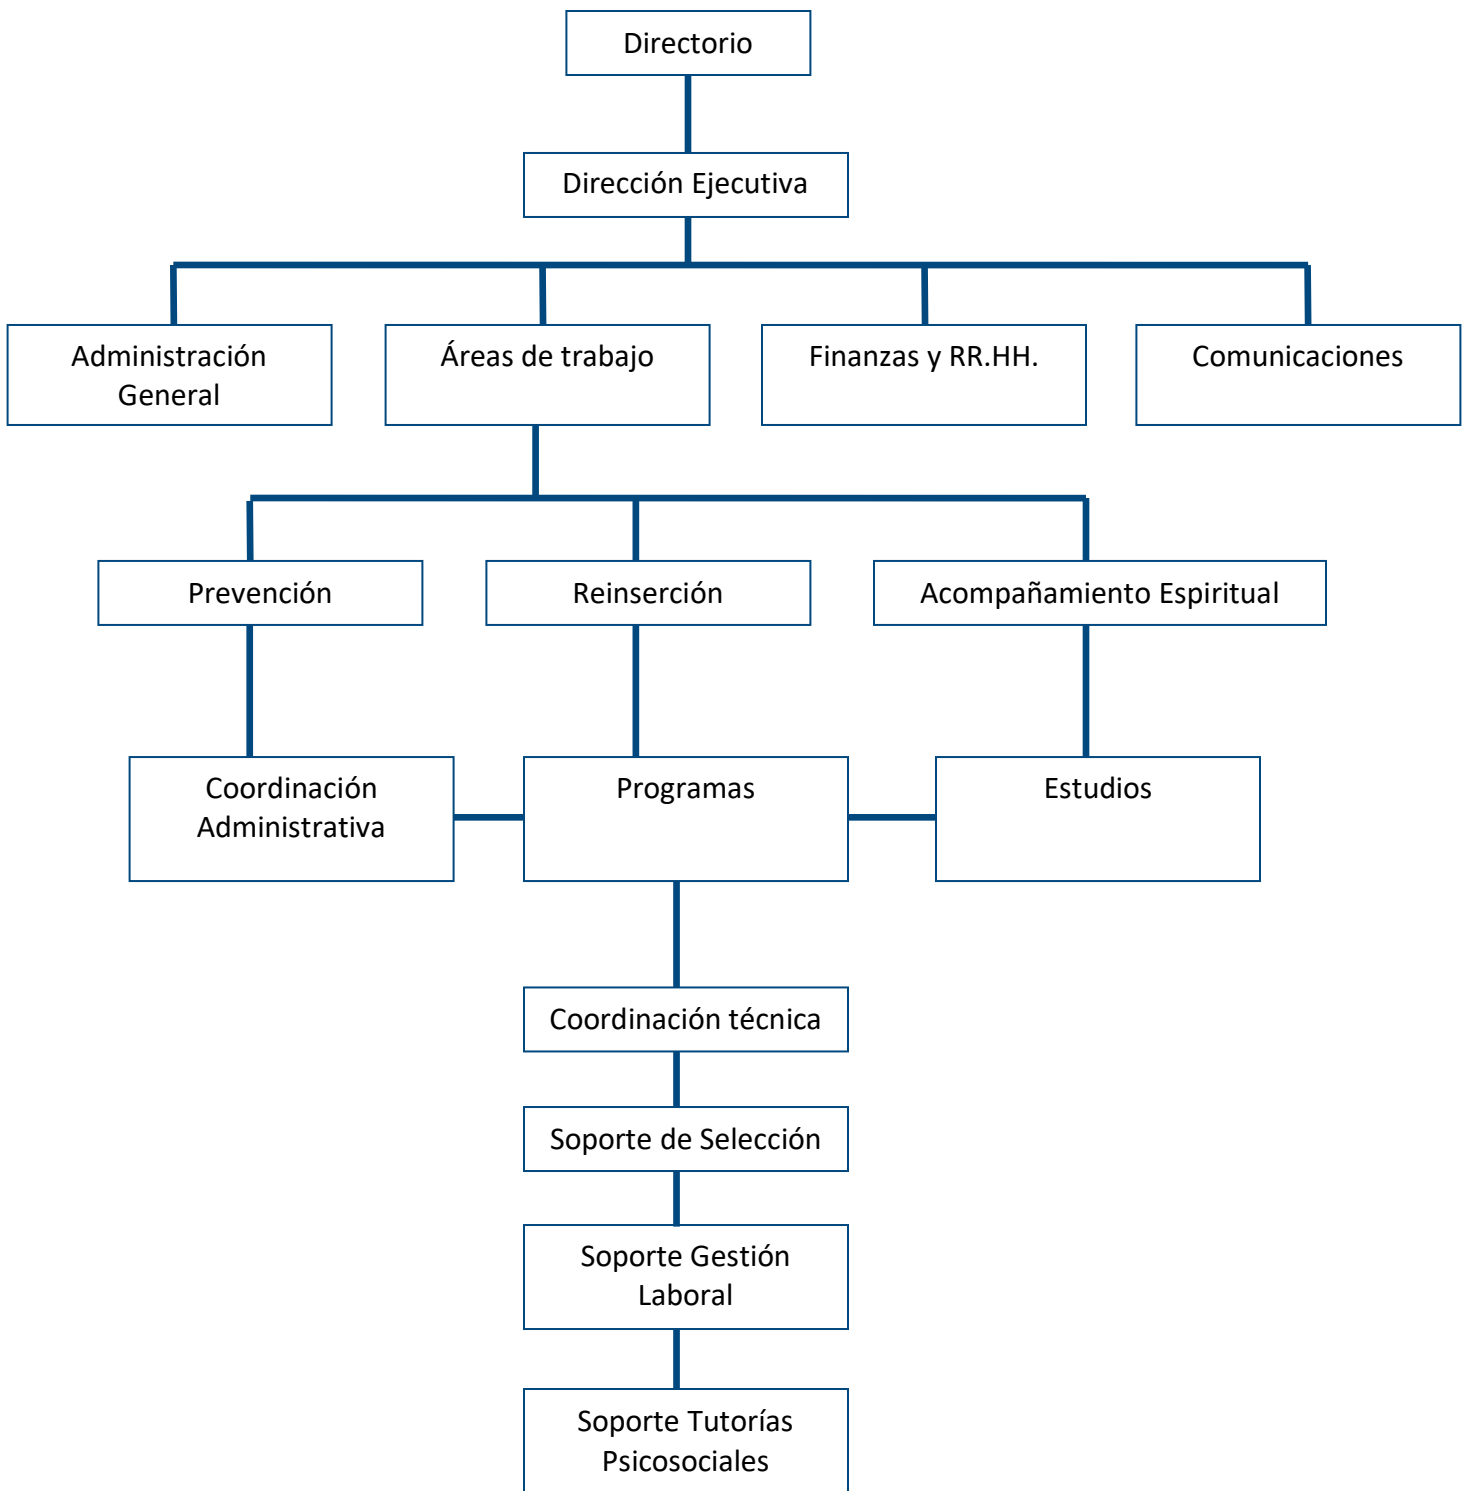 Directorio
Dirección Ejecutiva
Administración
General
Áreas de trabajo
Finanzas y RR.HH.
Comunicaciones
Prevención
Reinserción
Acompañamiento Espiritual
Coordinación
Administrativa
Programas
Estudios
Coordinación técnica
Soporte de Selección
Soporte Gestión
Laboral
Soporte Tutorías
Psicosociales